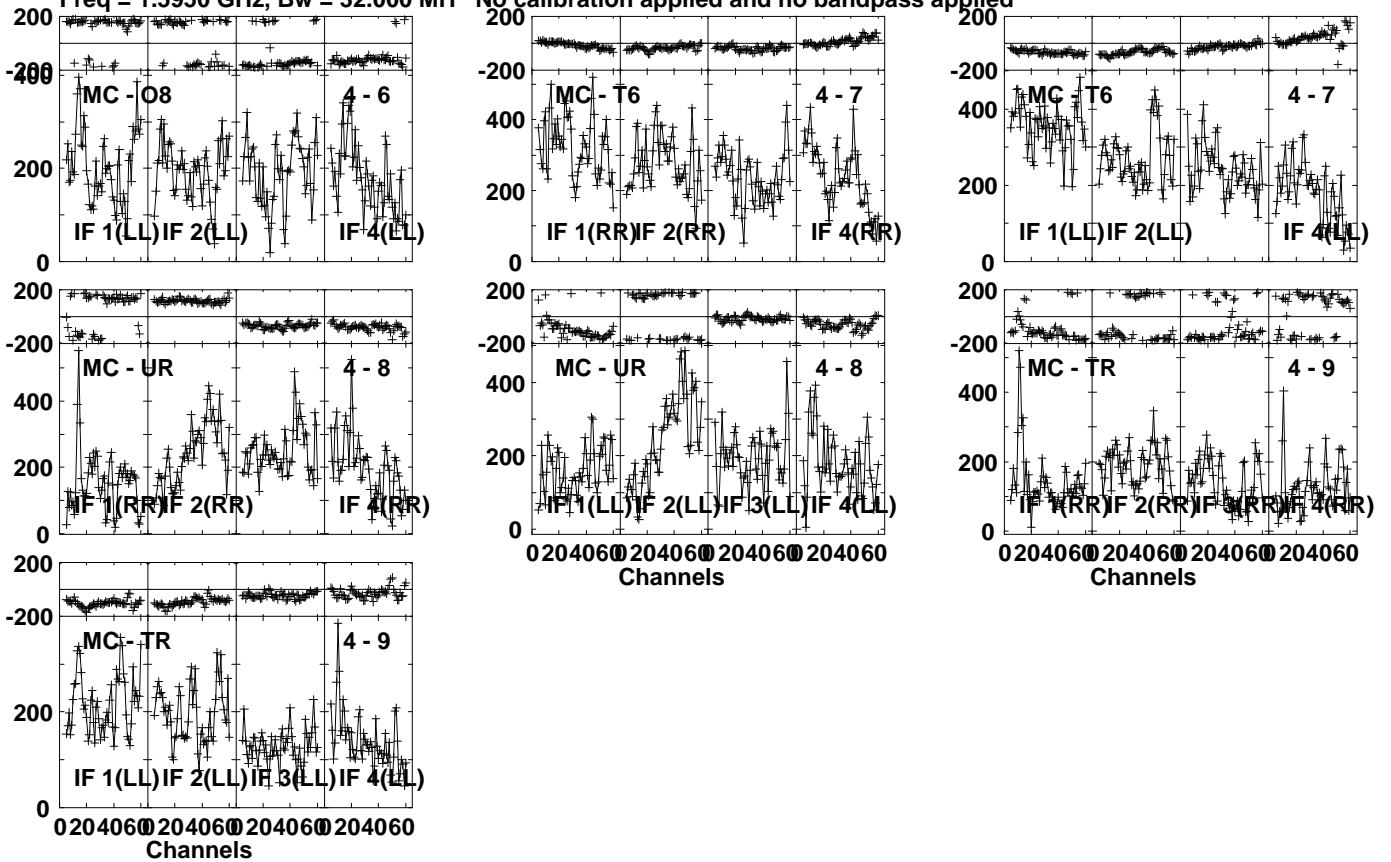 Freq = 1.5950 GHz, Bw = 32.000 MH No calibration applied and no bandpass applied
200
-200
400
200
0
MC - O8
4 - 6
IF 1(LL)
IF 2(LL)
IF 4(LL)
200
-200
400
200
0
MC - T6
4 - 7
IF 1(RR)
IF 2(RR)
IF 4(RR)
200
-200
400
200
0
MC - T6
4 - 7
IF 1(LL)
IF 2(LL)
IF 4(LL)
200
-200
400
200
0
MC - UR
4 - 8
IF 1(RR)
IF 2(RR)
IF 4(RR)
200
-200
400
200
0
MC - UR
4 - 8
IF 1(LL)
IF 2(LL)
IF 3(LL)
IF 4(LL)
0 20 40 60 0 20 40 60 0 20 40 60 0 20 40 60
Channels
200
-200
400
200
0
MC - TR
4 - 9
IF 1(RR)
IF 2(RR)
IF 3(RR)
IF 4(RR)
0 20 40 60 0 20 40 60 0 20 40 60 0 20 40 60
Channels
200
-200
200
0
MC - TR
4 - 9
IF 1(LL)
IF 2(LL)
IF 3(LL)
IF 4(LL)
0 20 40 60 0 20 40 60 0 20 40 60 0 20 40 60
Channels